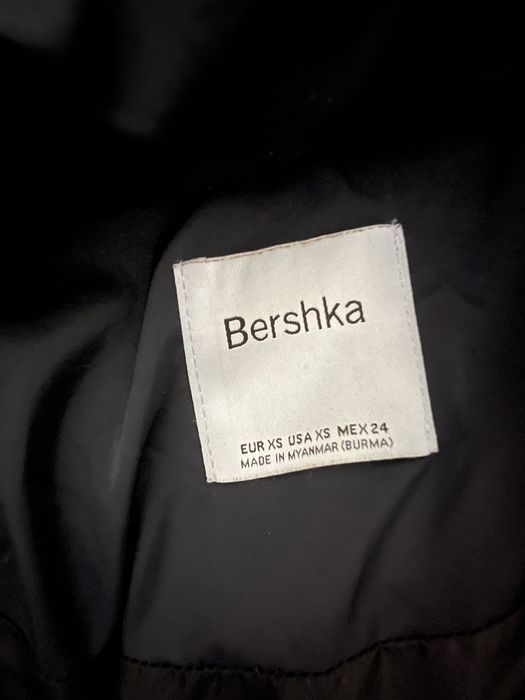 Bershka
EUR XS USA XS MEX 24
MADE IN MYANMAR (BURMA)